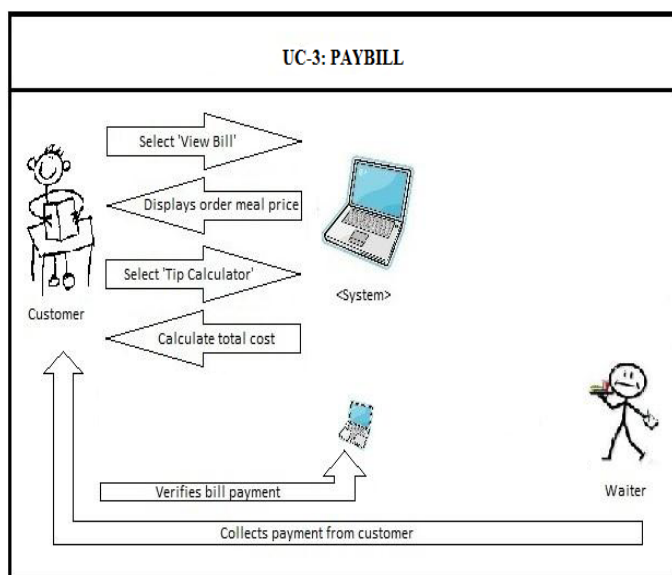 UC-3: PAYBILL
Select 'View Bill'
Displays order meal price
Select 'Tip Calculator'
<System>
Customer
Calculate total cost
Verifies bill payment
Waiter
Collects payment from customer